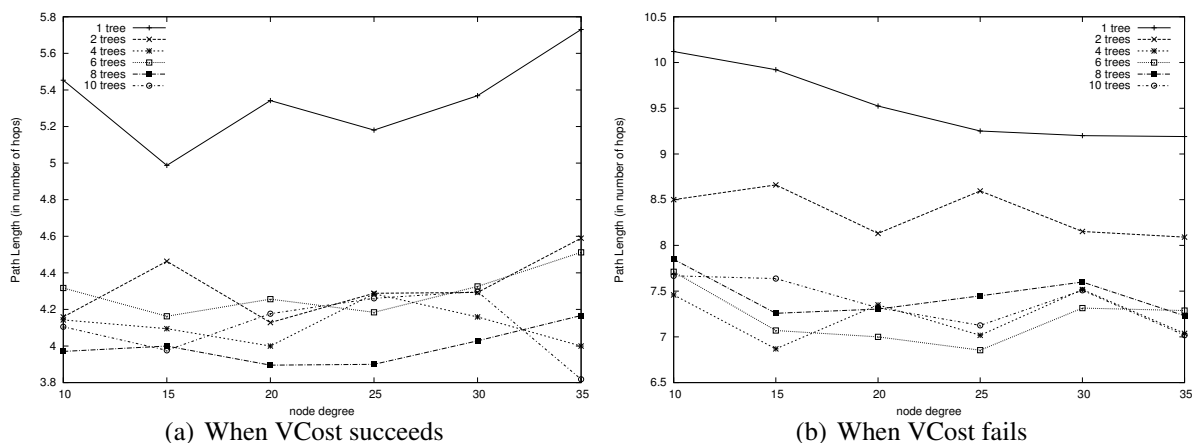 5.8
5.6
5.4
5.2
5
4.8
4.6
4.4
4.2
4
3.8
Path Length (in number of hops)
1 tree
2 trees
4 trees
6 trees
8 trees
10 trees
10 15 20 25 30 35
node degree
(a) When VCost succeeds
10.5
10
9.5
9
8.5
8
7.5
7
6.5
Path Length (in number of hops)
1 tree
2 trees
4 trees
6 trees
8 trees
10 trees
10 15 20 25 30 35
node degree
(b) When VCost fails